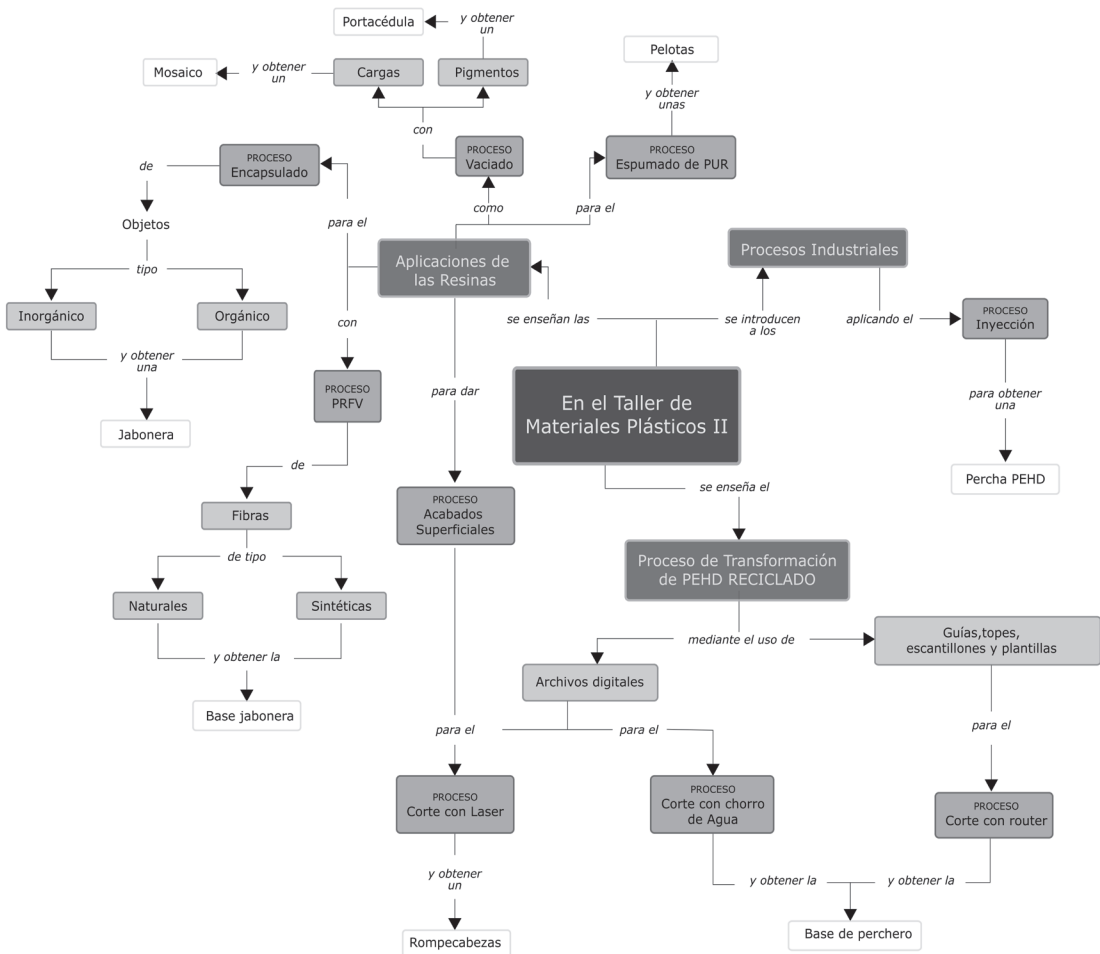 Portacédula
y obtener
un
Mosaico
y obtener
un
Cargas
Pigmentos
Pelotas
y obtener
unas
con
PROCESO
Encapsulado
de
PROCESO
Vaciado
PROCESO
Espumado de PUR
Objetos
para el
como
para el
tipo
Aplicaciones de
las Resinas
Procesos Industriales
Inorgánico
Orgánico
con
se enseñan las
se introducen
a los
aplicando el
PROCESO
Inyección
y obtener
una
Jabonera
PROCESO
PRFV
para dar
En el Taller de
Materiales Plásticos II
para obtener
una
Percha PEHD
de
Fibras
PROCESO
Acabados
Superficiales
se enseña el
de tipo
Naturales
Sintéticas
Proceso de Transformación
de PEHD RECICLADO
y obtener la
Base jabonera
mediante el uso de
Guías,topes,
escantillones y plantillas
Archivos digitales
para el
para el
para el
PROCESO
Corte con Laser
PROCESO
Corte con chorro
de Agua
PROCESO
Corte con router
y obtener
un
y obtener la
y obtener la
Rompecabezas
Base de perchero